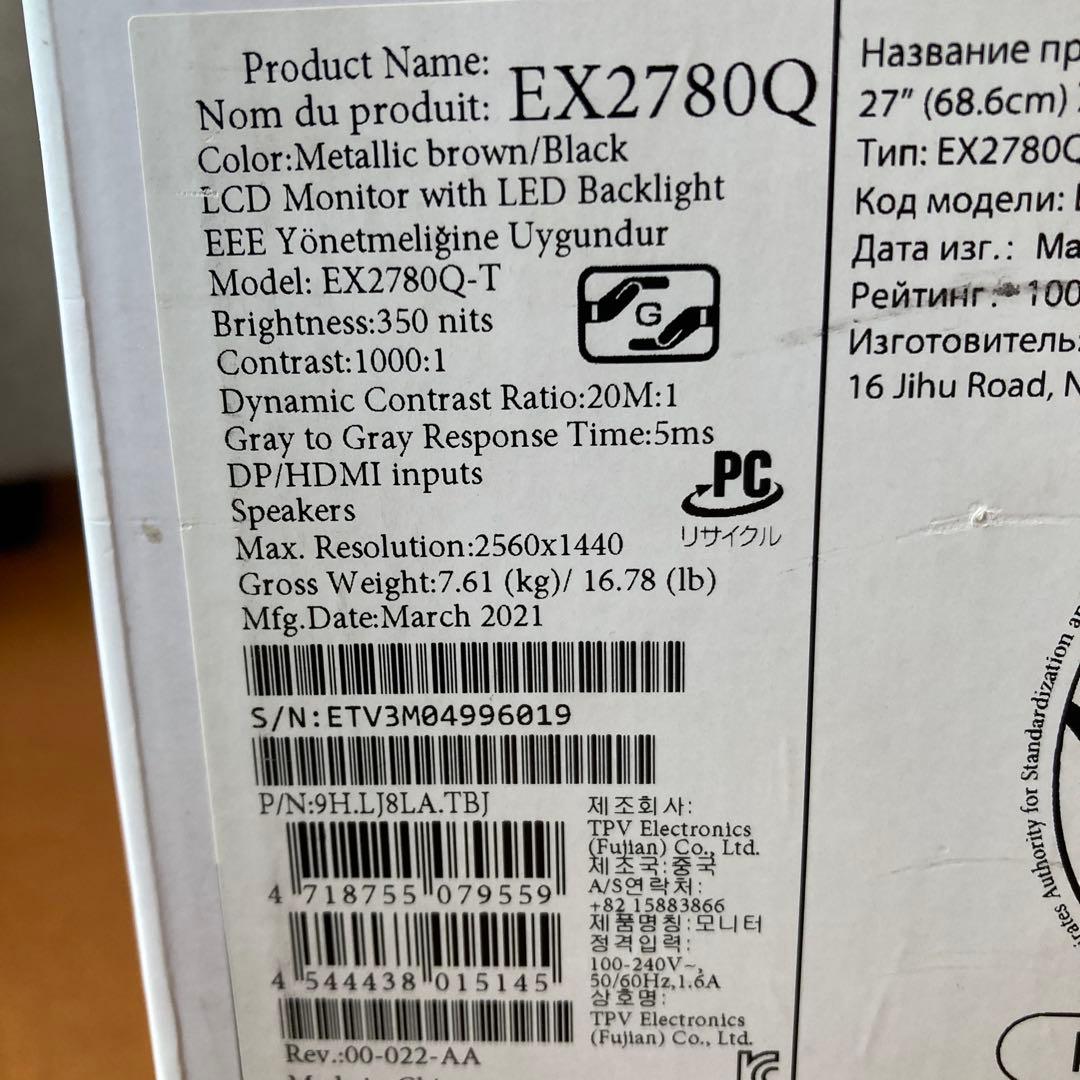 Product Name:
Nom du produit: EX2780Q
Color:Metallic brown/Black
LCD Monitor with LED Backlight
EEE Yönetmeliğine Uygundur
Model: EX2780Q-T
G
Brightness:350 nits
Contrast:1000:1
Dynamic Contrast Ratio:20M:1
Gray to Gray Response Time:5ms
DP/HDMI inputs
PC
リサイクル
Speakers
Max. Resolution:2560x1440
Gross Weight:7.61 (kg)/ 16.78 (lb)
Mfg.Date:March 2021
S/N:ETV3M04996019
P/N:9H.LJ8LA.TBJ
4 718755 079559
4 544438 015145
Rev.:00-022-AA
제조회사:
TPV Electronics
(Fujian) Co., Ltd.
제조국:중국
A/S연락처:
+82 15883866
제품명칭:모니터
정격입력:
100-240V~,
50/60Hz,1.6A
상호명:
TPV Electronics
(Fujian) Co., Ltd.
Название
27" (68.6cm)
Тип: EX2780Q
Код модели:
Дата изг.:
Рейтинг: 100
Изготовитель:
16 Jihu Road,
Authority for Standardization